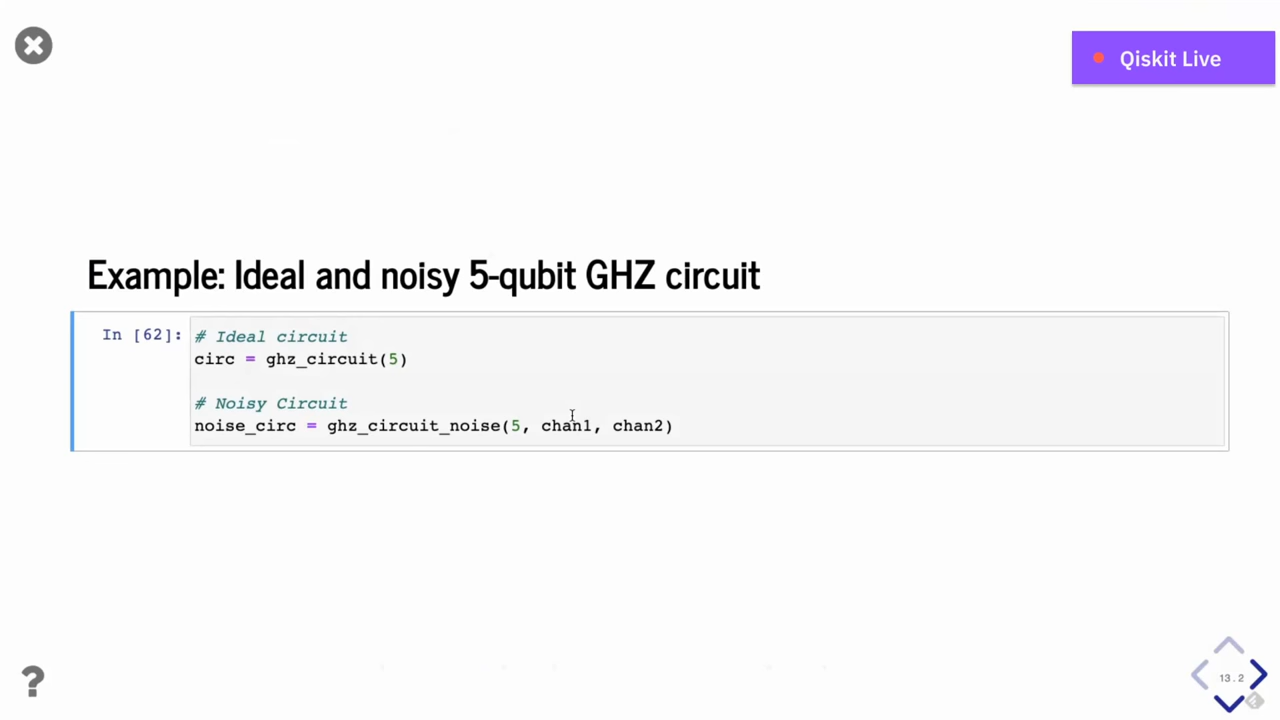 Qiskit Live
Example: Ideal and noisy 5-qubit GHZ circuit
In [62]:
# Ideal circuit
circ = ghz_circuit(5)
# Noisy Circuit
noise_circ = ghz_circuit_noise(5, chan1, chan2)
?
13.2